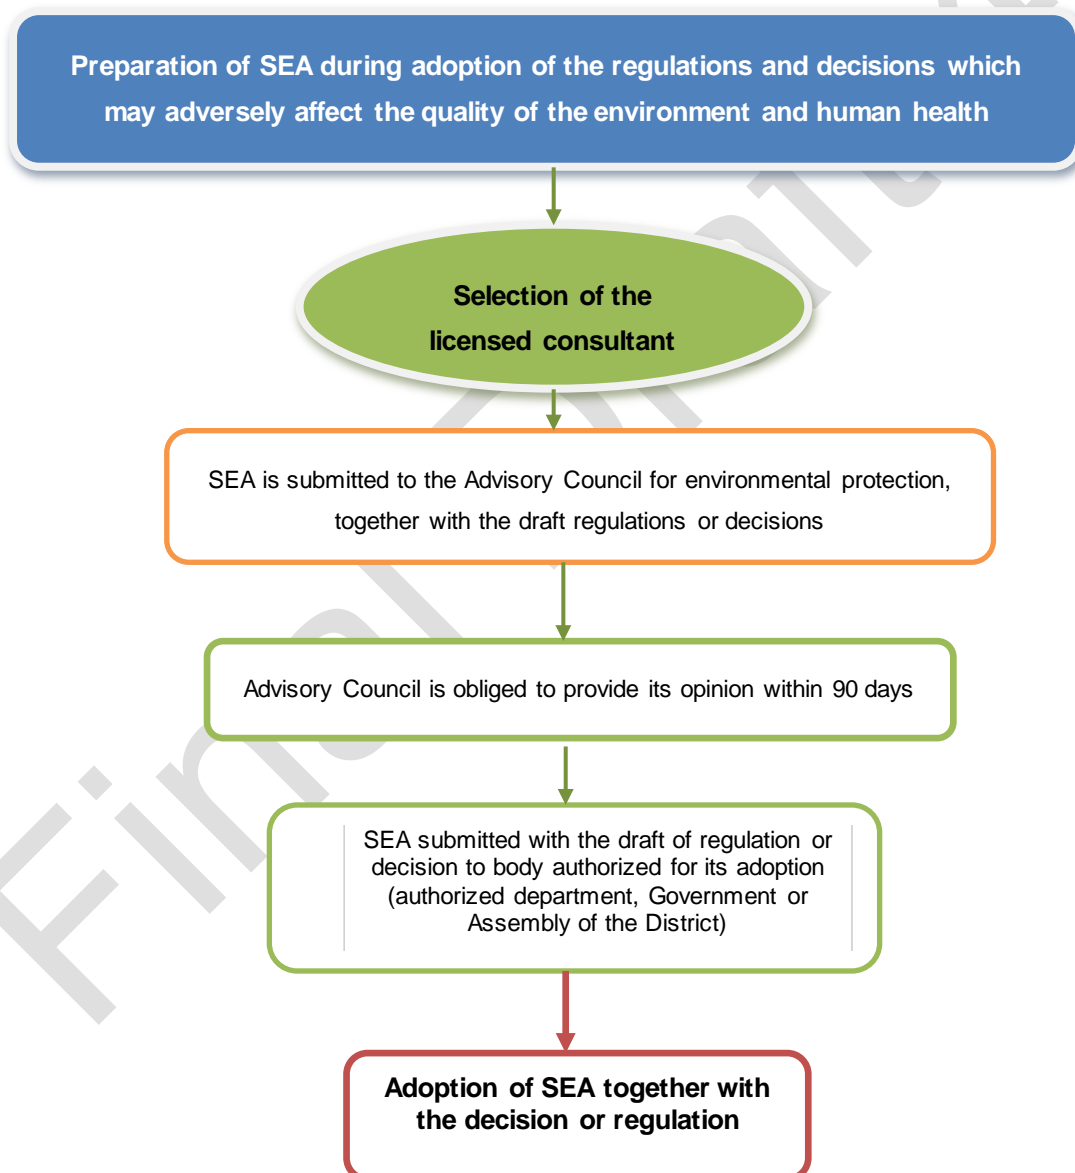 Preparation of SEA during adoption of the regulations and decisions which
may adversely affect the quality of the environment and human health
Selection of the
licensed consultant
SEA is submitted to the Advisory Council for environmental protection,
together with the draft regulations or decisions
Advisory Council is obliged to provide its opinion within 90 days
SEA submitted with the draft of regulation or
decision to body authorized for its adoption
(authorized department, Government or
Assembly of the District)
Adoption of SEA together with
the decision or regulation
Final